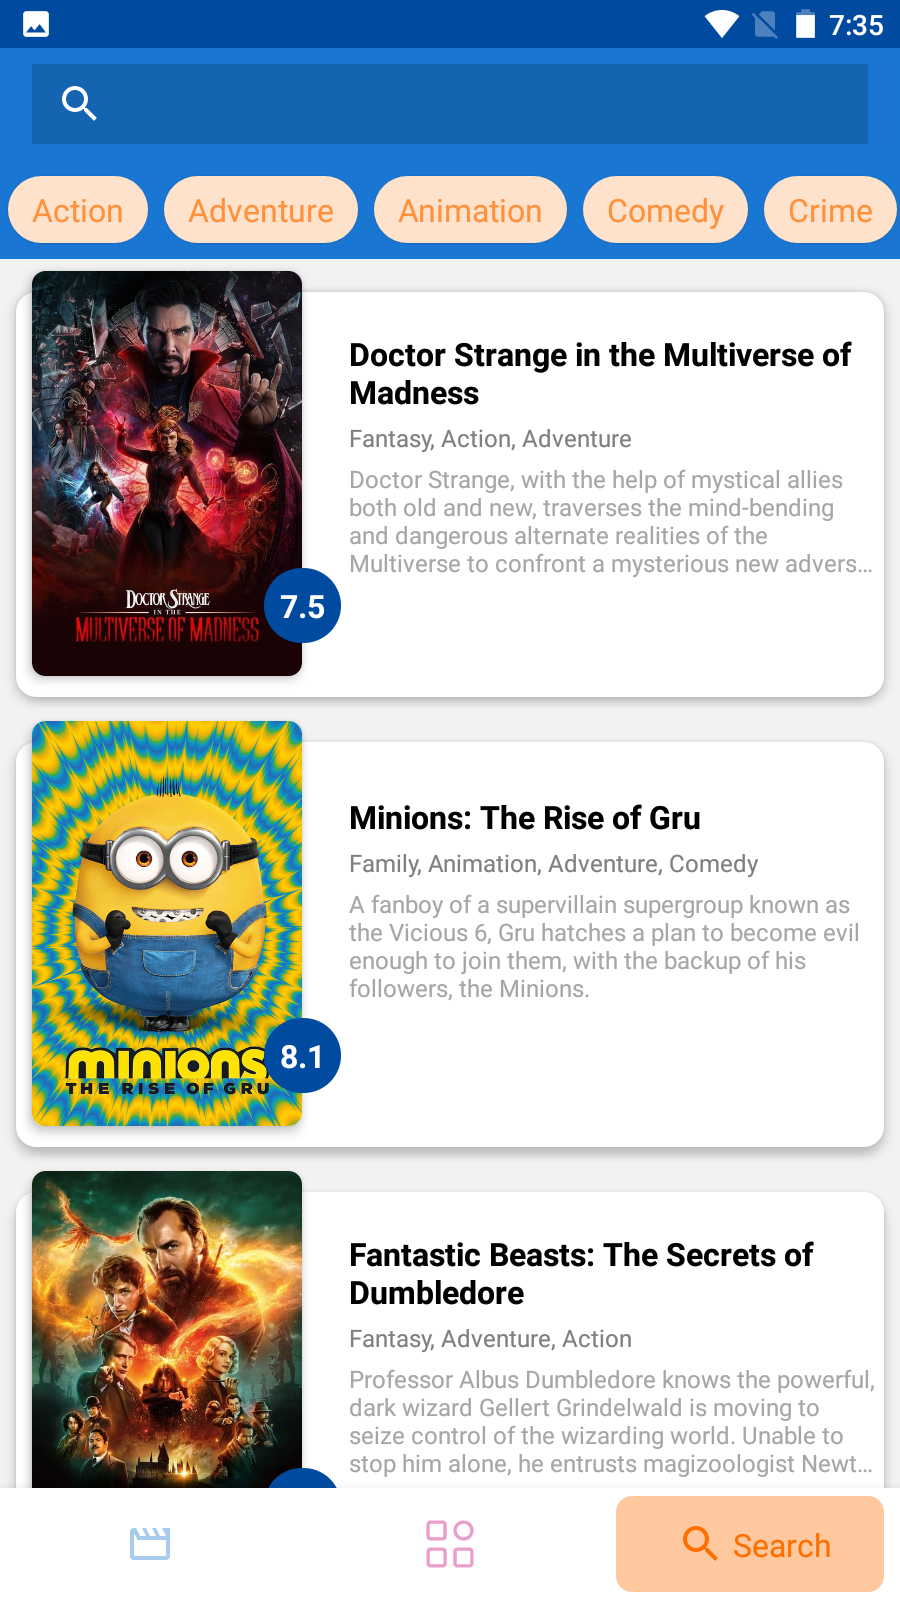 7:35
Action
Adventure
Animation
Comedy
Crime
Doctor Strange in the Multiverse of
Madness
Fantasy, Action, Adventure
Doctor Strange, with the help of mystical allies
both old and new, traverses the mind-bending
and dangerous alternate realities of the
Multiverse to confront a mysterious new advers...
DOCTOR STRANGE
IN THE
MULTIVERSE OF MADNESS
7.5
Minions: The Rise of Gru
Family, Animation, Adventure, Comedy
A fanboy of a supervillain supergroup known as
the Vicious 6, Gru hatches a plan to become evil
enough to join them, with the backup of his
followers, the Minions.
minions
THE RISE OF GRU
8.1
Fantastic Beasts: The Secrets of
Dumbledore
Fantasy, Adventure, Action
Professor Albus Dumbledore knows the powerful,
dark wizard Gellert Grindelwald is moving to
seize control of the wizarding world. Unable to
stop him alone, he entrusts magizoologist Newt...
Search